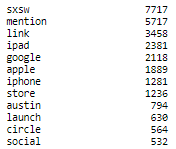 sxsw 7717
mention 5717
link 3458
ipad 2381
google 2118
apple 1889
iphone 1281
store 1236
austin 794
launch 630
circle 564
social 532